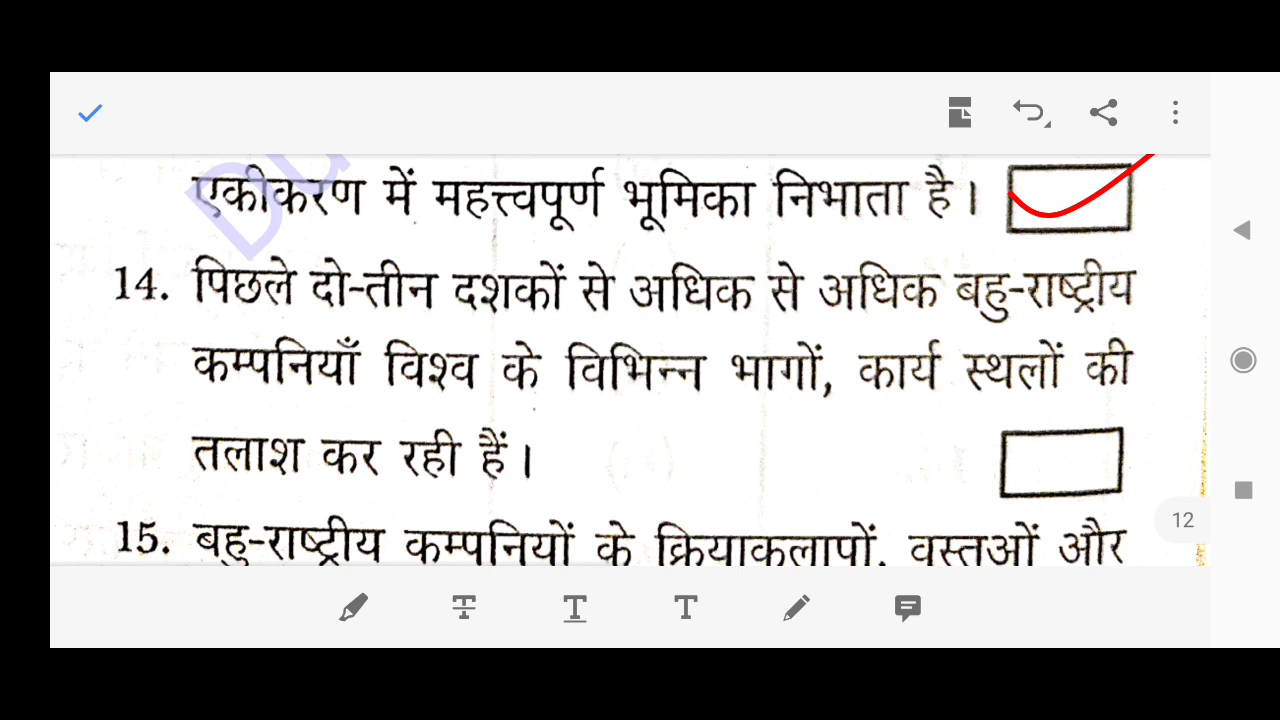 एकीकरण में महत्त्वपूर्ण भूमिका निभाता है।
14. पिछले दो-तीन दशकों से अधिक से अधिक बहु-राष्ट्रीय
कम्पनियाँ विश्व के विभिन्न भागों, कार्य स्थलों की
तलाश कर रही हैं।
15. बहु-राष्ट्रीय कम्पनियों के क्रियाकलापों, वस्तुओं और
12